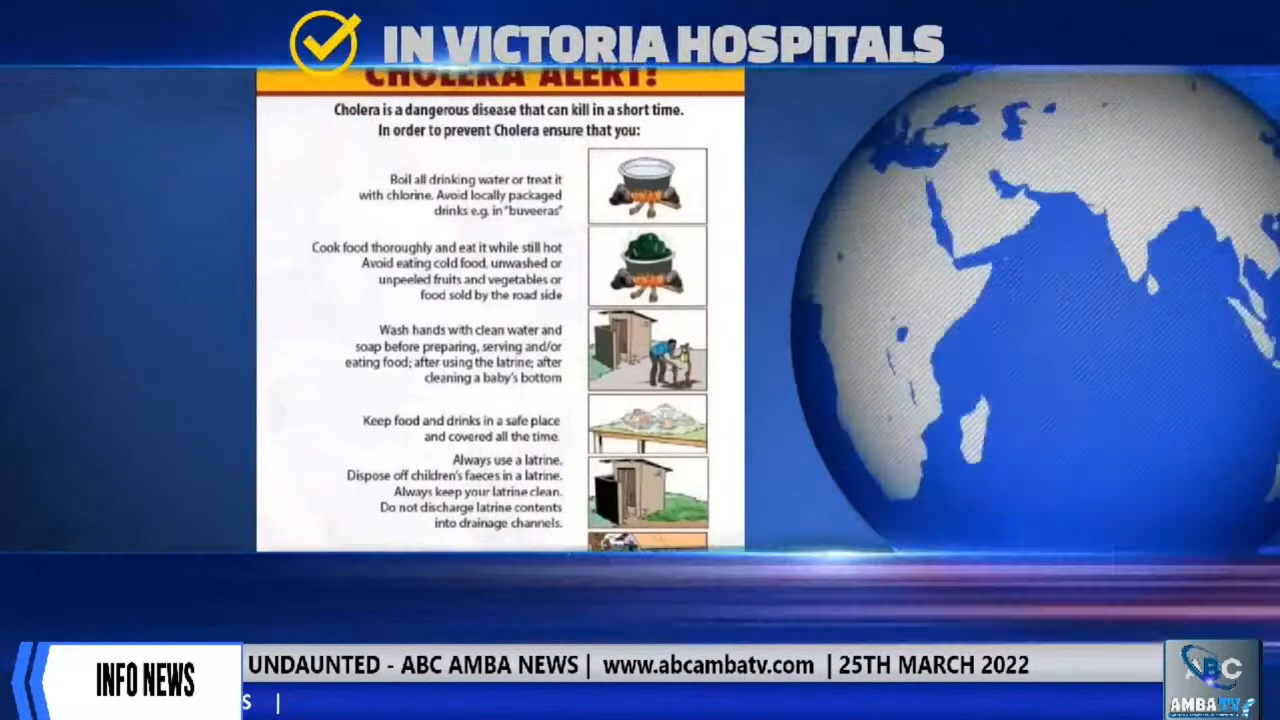 IN VICTORIA HOSPITALS
CHOLERA ALERT!
Cholera is a dangerous disease that can kill in a short time.
In order to prevent Cholera ensure that you:
Boil all drinking water or treat it
with chlorine. Avoid locally packaged
drinks e.g. in "buveeras"
Cook food thoroughly and eat it while still hot
Avoid eating cold food, unwashed or
unpeeled fruits and vegetables or
food sold by the road side
Wash hands with clean water and
soap before preparing, serving and/or
eating food; after using the latrine; after
cleaning a baby's bottom
Keep food and drinks in a safe place
and covered all the time.
Always use a latrine.
Dispose off children's faeces in a latrine.
Always keep your latrine clean.
Do not discharge latrine contents
into drainage channels.
INFO NEWS
UNDAUNTED - ABC AMBA NEWS | www.abcambatv.com | 25TH MARCH 2022
S |
ABC
AMBA TV